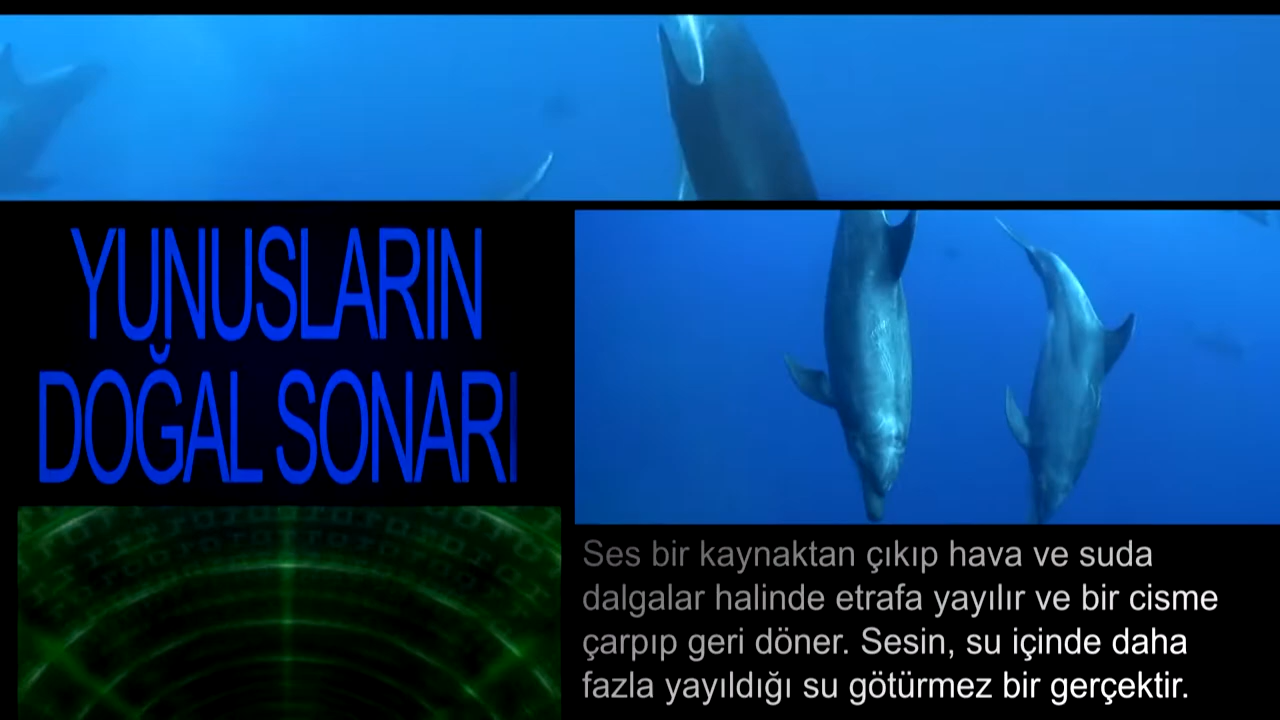 YUNUSLARIN
DOĞAL SONARI
Ses bir kaynaktan çıkıp hava ve suda
dalgalar halinde etrafa yayılır ve bir cisme
çarpıp geri döner. Sesin, su içinde daha
fazla yayıldığı su götürmez bir gerçektir.